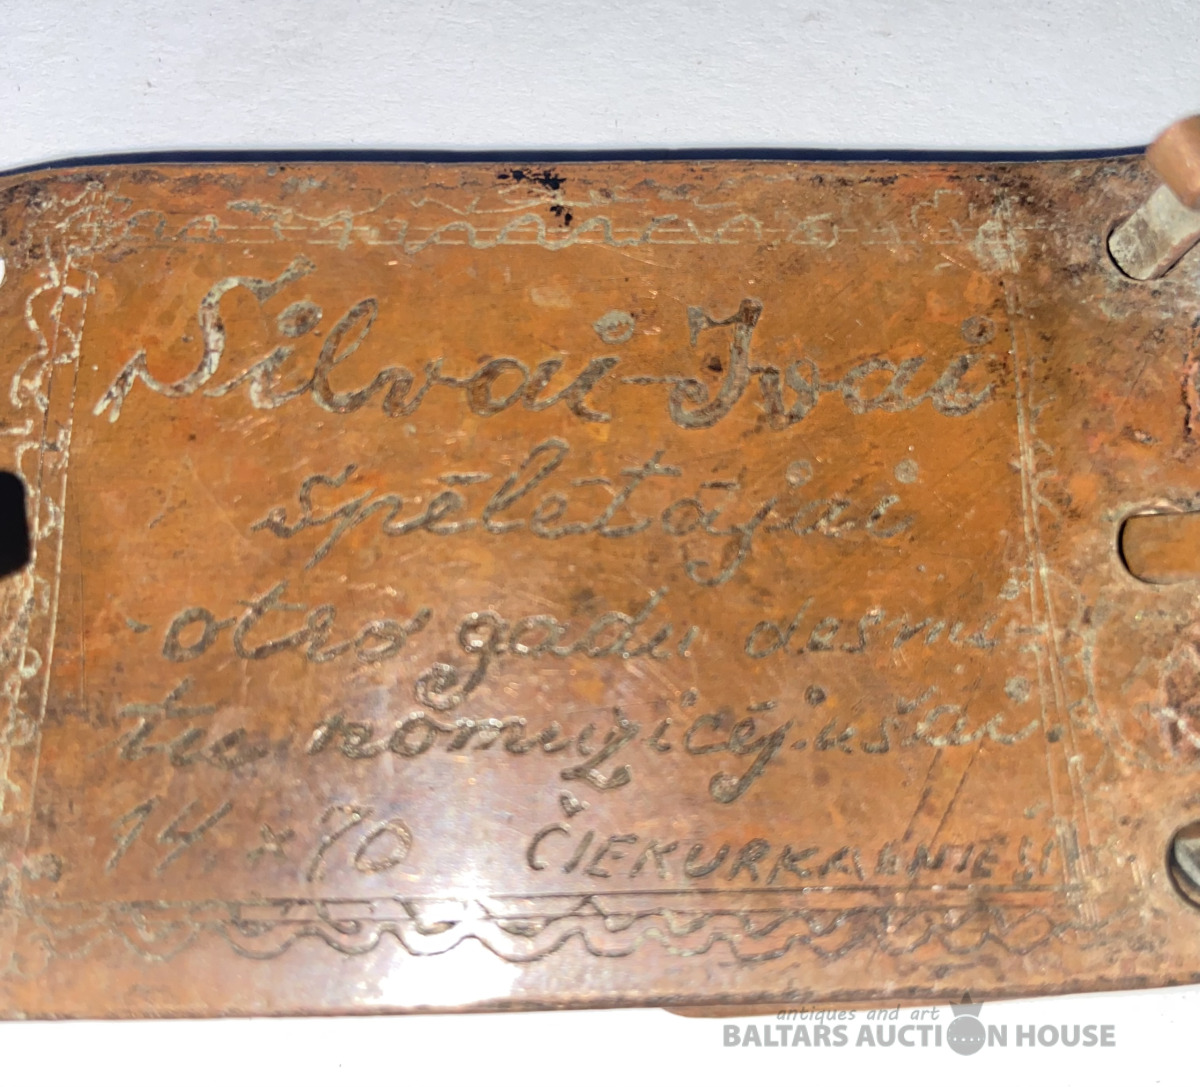 Silvai-Ivai
spēlētājai
otro gadu desmi-
tu nomuzicējušai.
14. x 70 ČIEKURKALNIEŠI
antiques and art
BALTARS AUCTION HOUSE